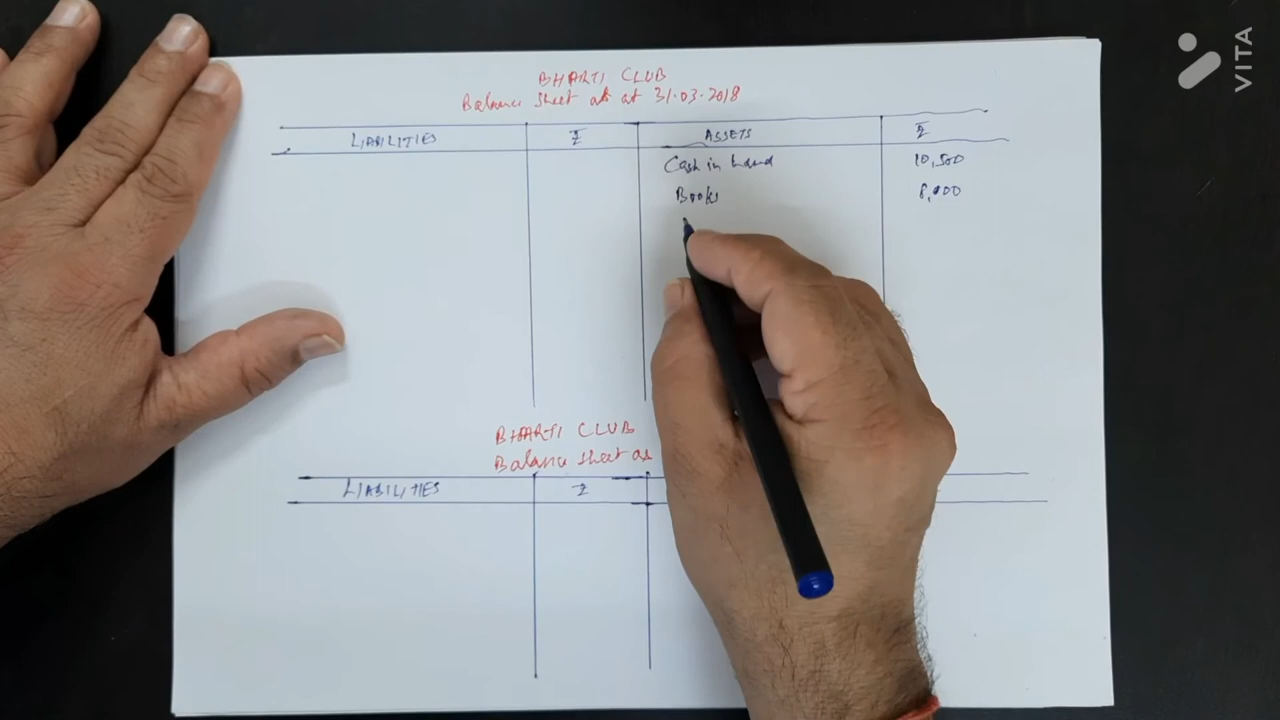 BHARTI CLUB
Balance Sheet as at 31.03.2018
LIABILITIES ₹ ASSETS ₹
Cash in hand 10,500
Books 8,000
BHARTI CLUB
Balance Sheet as
LIABILITIES ₹
VITA